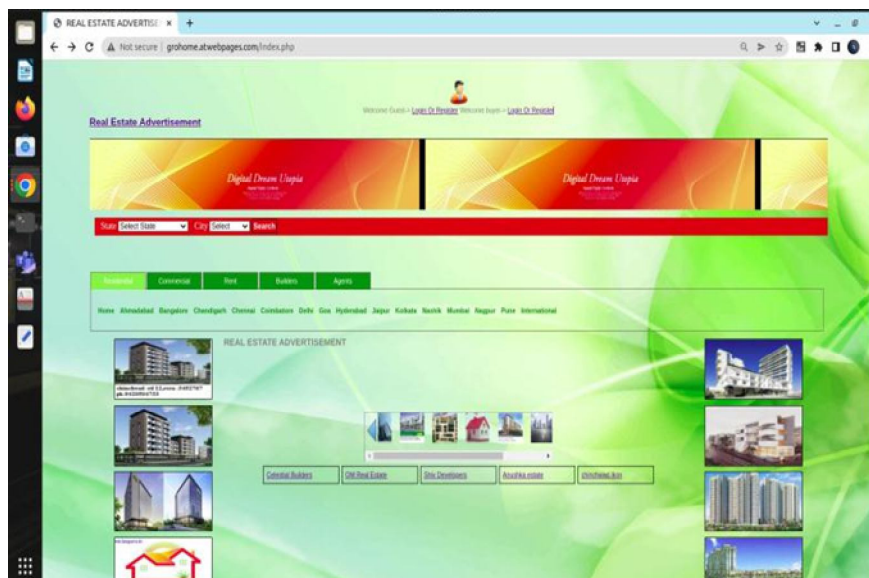 REAL ESTATE ADVERTISE
Not secure | grohome.atwebpages.com/index.php
Welcome Guest-> Login Or Register Welcome buyin-> Login Or Register
Real Estate Advertisement
Digital Dream Utopia
Digital Dream Utopia
State Select State City Select Search
Residential Commercial Rent Builders Agents
Home Ahmadabad Bangalore Chandigarh Chennai Coimbatore Delhi Goa Hyderabad Jaipur Kolkata Nashik Mumbai Nagpur Pune International
REAL ESTATE ADVERTISEMENT
Celestial Builders OM Real Estate Developers Anushka estate